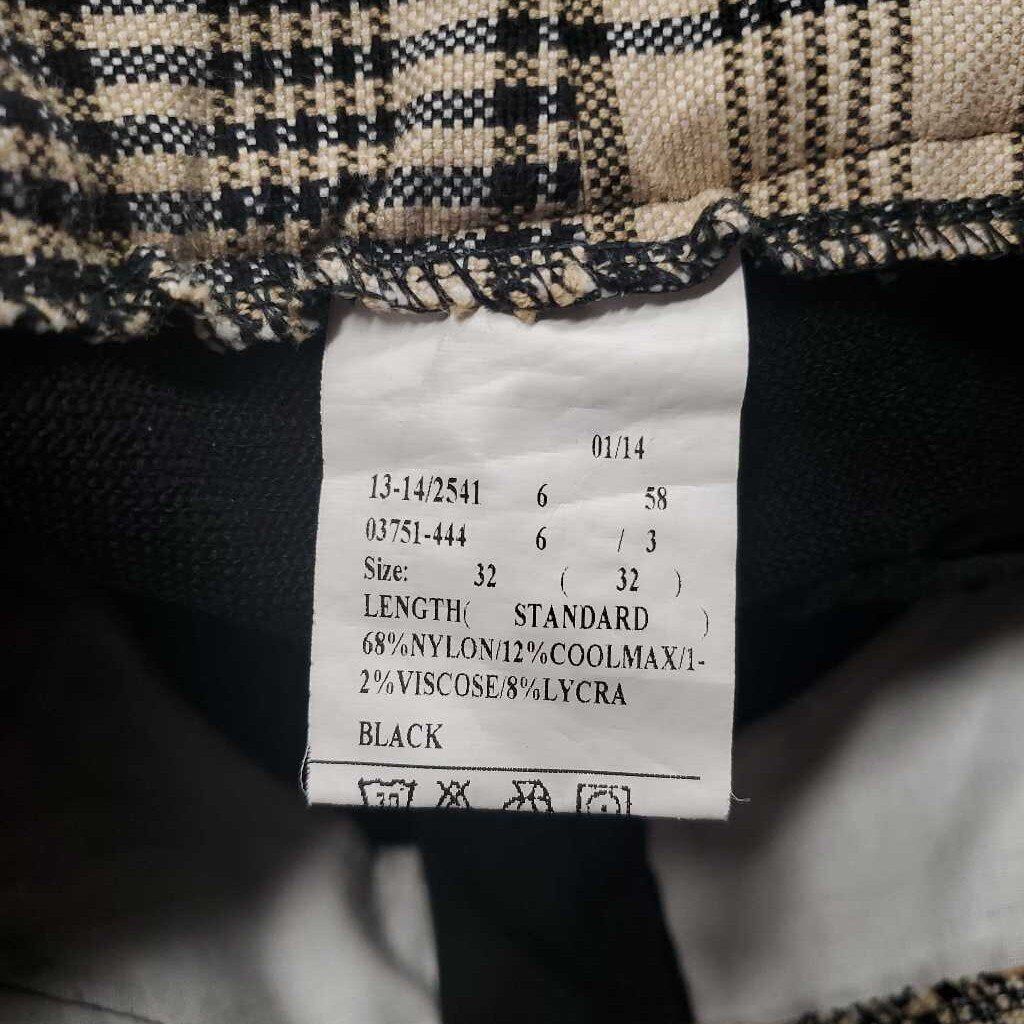 01/14
13-14/2541 6 58
03751-444 6 / 3
Size: 32 ( 32 )
LENGTH( STANDARD )
68%NYLON/12%COOLMAX/1-
2%VISCOSE/8%LYCRA
BLACK